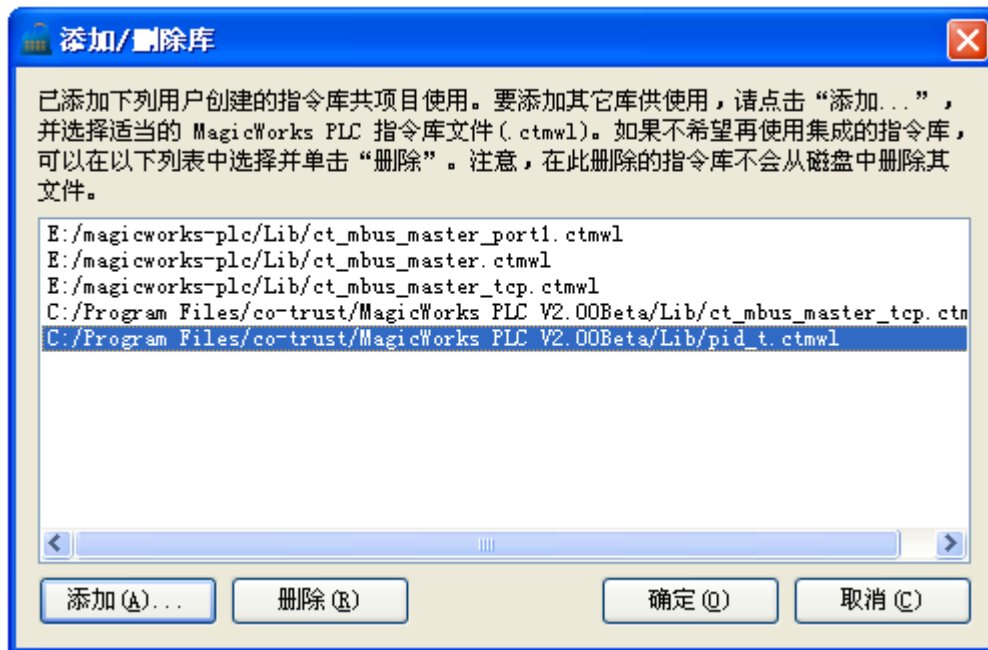 添加/删除库
已添加下列用户创建的指令库共项目使用。要添加其它库供使用，请点击“添加...”，
并选择适当的 MagicWorks PLC 指令库文件(.ctmwl)。如果不希望再使用集成的指令库，
可以在以下列表中选择并单击“删除”。注意，在此删除的指令库不会从磁盘中删除其
文件。
E:/magicworks-plc/Lib/ct_mbus_master_port1.ctmwl
E:/magicworks-plc/Lib/ct_mbus_master.ctmwl
E:/magicworks-plc/Lib/ct_mbus_master_tcp.ctmwl
C:/Program Files/co-trust/MagicWorks PLC V2.00Beta/Lib/ct_mbus_master_tcp.ctm
C:/Program Files/co-trust/MagicWorks PLC V2.00Beta/Lib/pid_t.ctmwl
添加(A)... 删除(R) 确定(O) 取消(C)